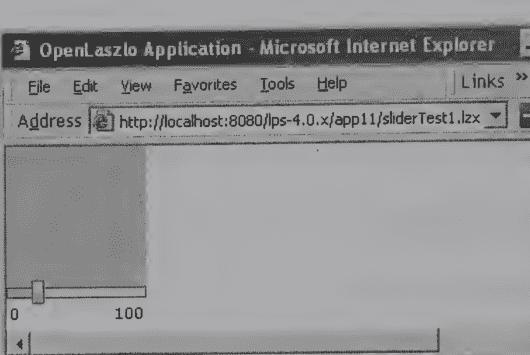 OpenLaszlo Application - Microsoft Internet Explorer
File Edit View Favorites Tools Help Links »
Address http://localhost:8080/lps-4.0.x/app11/sliderTest1.lzx
0 100